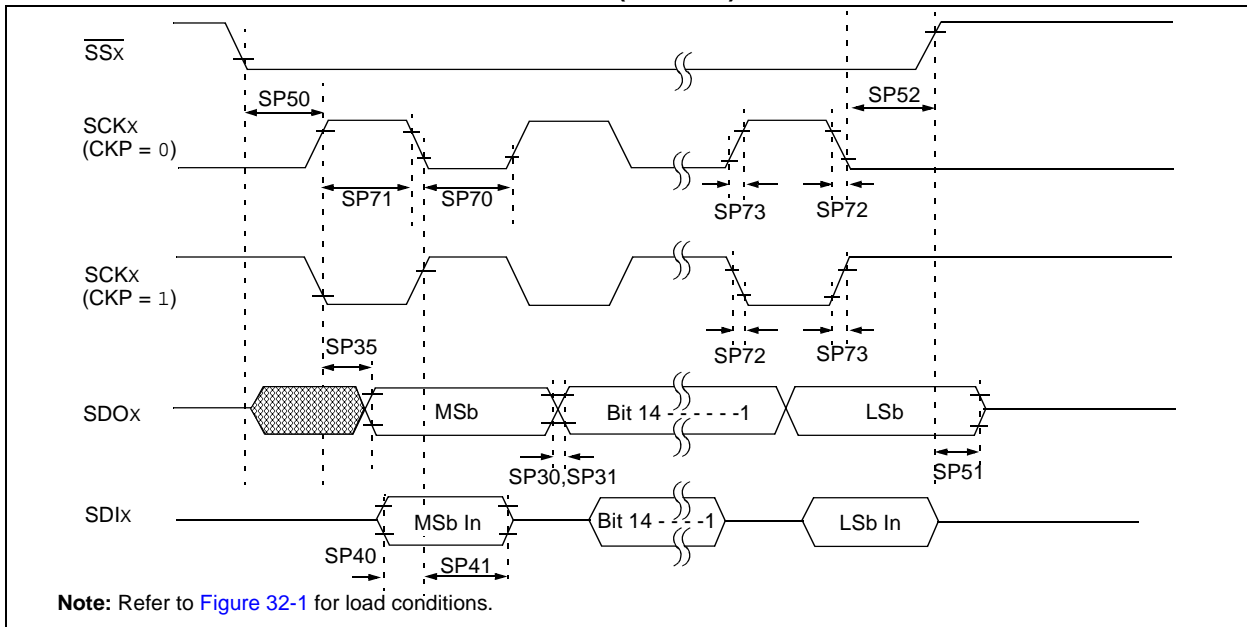 SSX
SP50
SP52
SCKX
(CKP = 0)
SP71
SP70
SP73
SP72
SCKX
(CKP = 1)
SP35
SP72
SP73
SDOX
MSb
Bit 14 - - - - - -1
LSb
SP30,SP31
SP51
SDIX
MSb In
Bit 14 - - - -1
LSb In
SP40
SP41
Note: Refer to Figure 32-1 for load conditions.